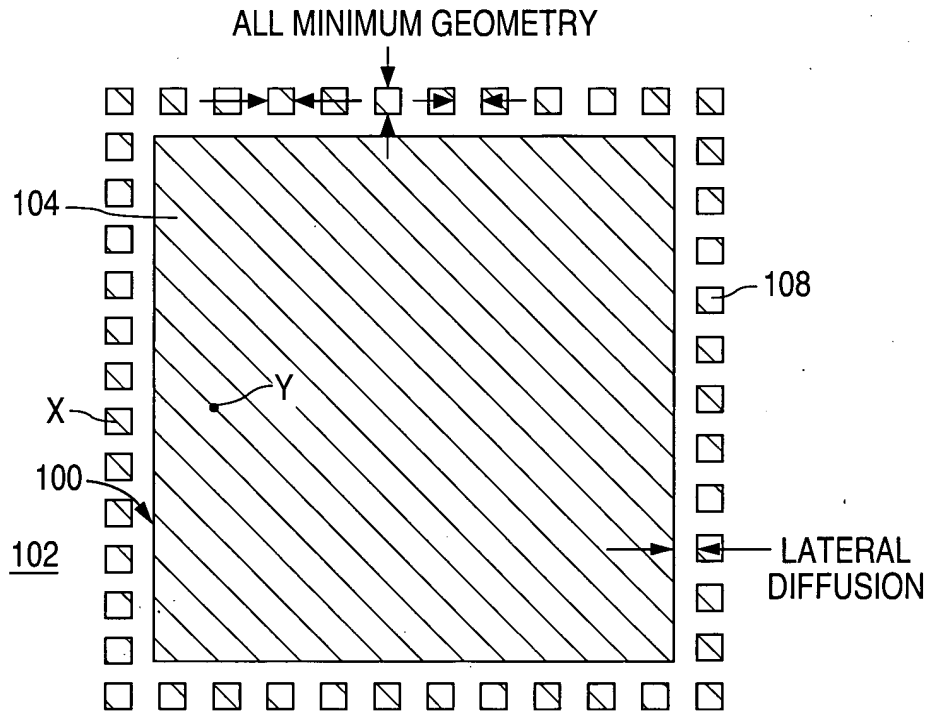 ALL MINIMUM GEOMETRY
104
108
Y
X
100
102
LATERAL
DIFFUSION